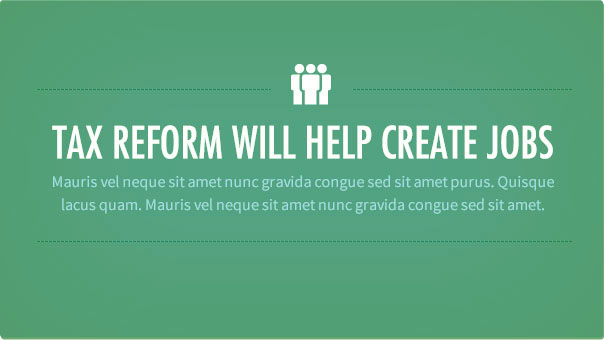 TAX REFORM WILL HELP CREATE JOBS
Mauris vel neque sit amet nunc gravida congue sed sit amet purus. Quisque
lacus quam. Mauris vel neque sit amet nunc gravida congue sed sit amet.